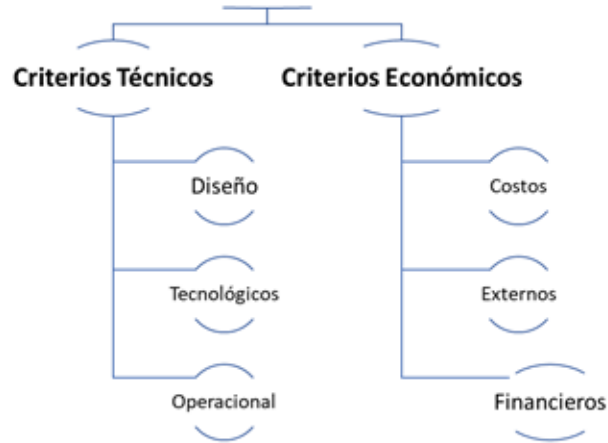 Criterios Técnicos
Criterios Económicos
Diseño
Costos
Tecnológicos
Externos
Operacional
Financieros